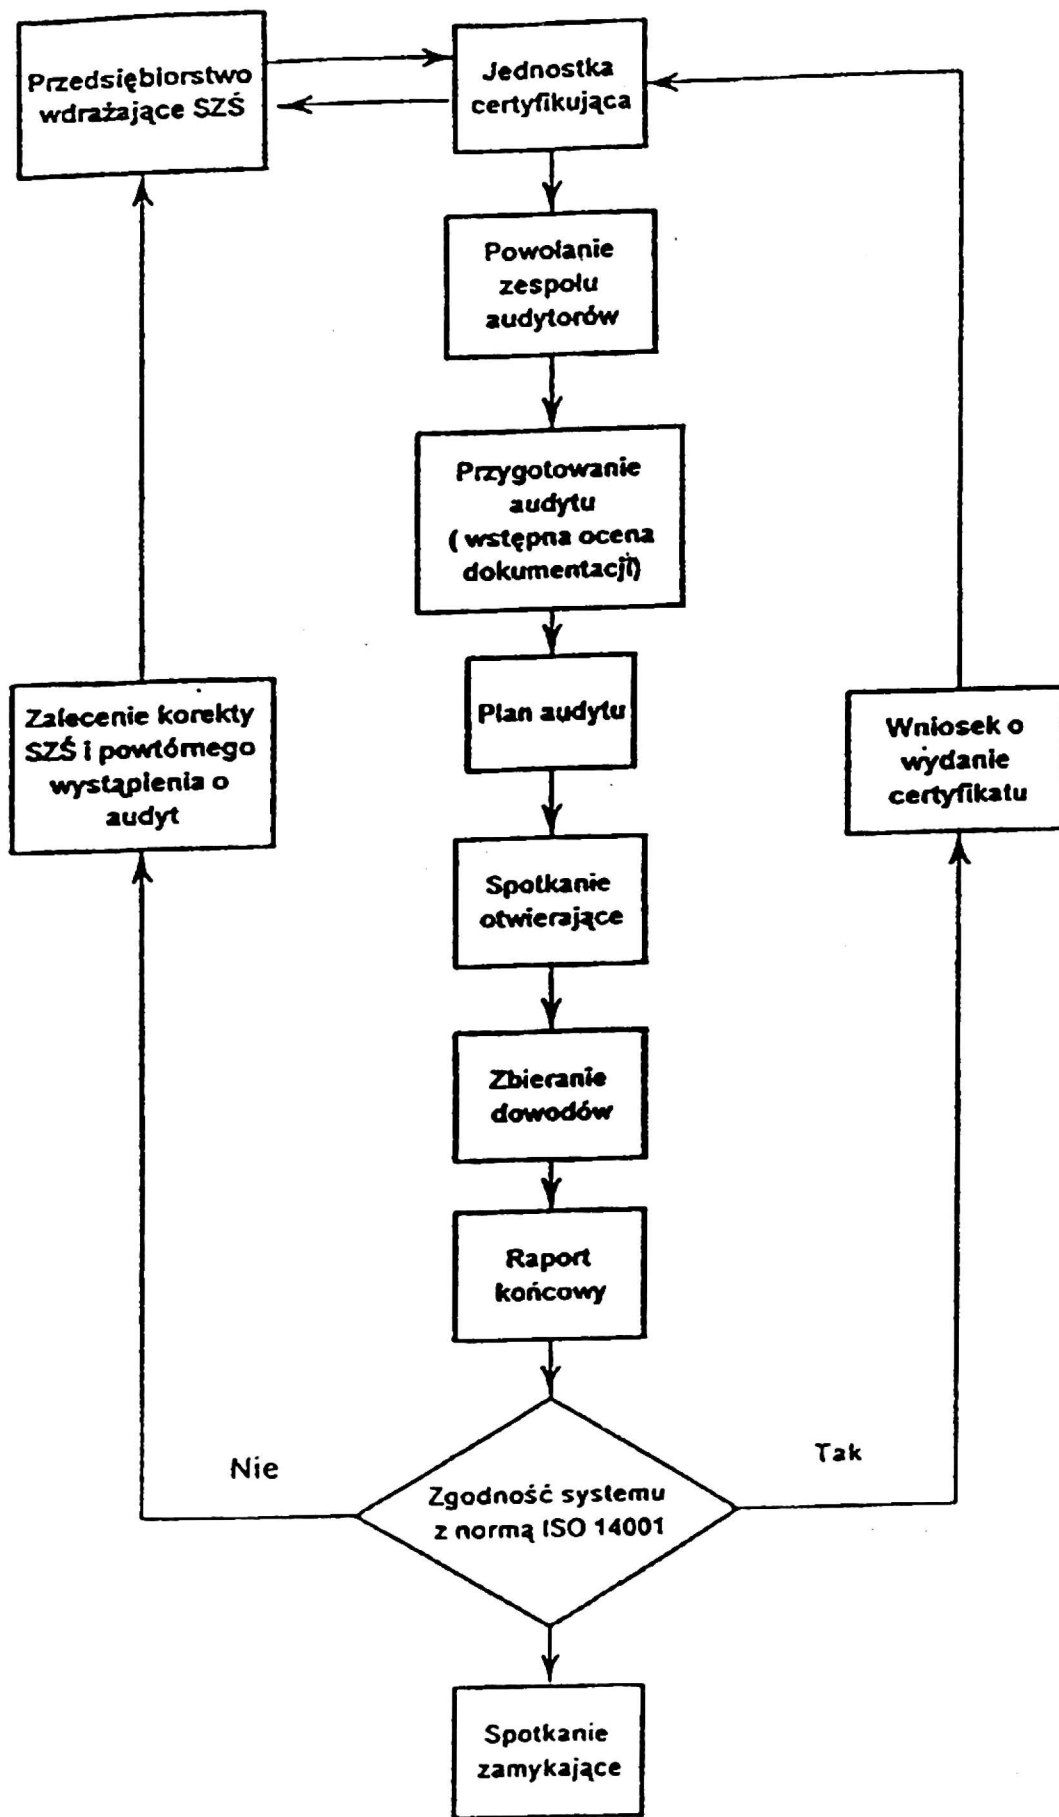 Przedsiębiorstwo
wdrażające SZŚ
Jednostka
certyfikująca
Powołanie
zespołu
audytorów
Przygotowanie
audytu
( wstępna ocena
dokumentacji)
Plan audytu
Zalecenie korekty
SZŚ i powtórnego
wystąpienia o
audyt
Wniosek o
wydanie
certyfikatu
Spotkanie
otwierające
Zbieranie
dowodów
Raport
końcowy
Nie
Tak
Zgodność systemu
z normą ISO 14001
Spotkanie
zamykające